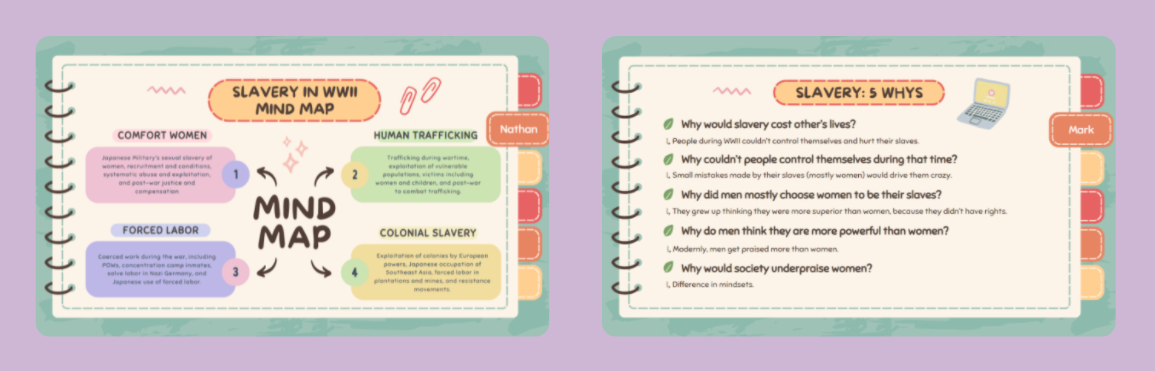 SLAVERY IN WWII
MIND MAP
Nathan
COMFORT WOMEN
Japanese Military's sexual slavery of
women, recruitment and conditions,
systematic abuse and exploitation,
and post-war justice and
compensation
1
HUMAN TRAFFICKING
Trafficking during wartime,
exploitation of vulnerable
populations, victims including
women and children, and post-war
to combat trafficking.
2
MIND
MAP
FORCED LABOR
Coerced work during the war, including
POWs, concentration camp inmates,
salve labor in Nazi Germany, and
Japanese use of forced labor.
3
COLONIAL SLAVERY
Exploitation of colonies by European
powers, Japanese occupation of
Southeast Asia, forced labor in
plantations and mines, and resistance
movements.
4
SLAVERY: 5 WHYS
Mark
Why would slavery cost other's lives?
People during WWII couldn't control themselves and hurt their slaves.
Why couldn't people control themselves during that time?
Small mistakes made by their slaves (mostly women) would drive them crazy.
Why did men mostly choose women to be their slaves?
They grew up thinking they were more superior than women, because they didn't have rights.
Why do men think they are more powerful than women?
Modernly, men get praised more than women.
Why would society underpraise women?
Difference in mindsets.